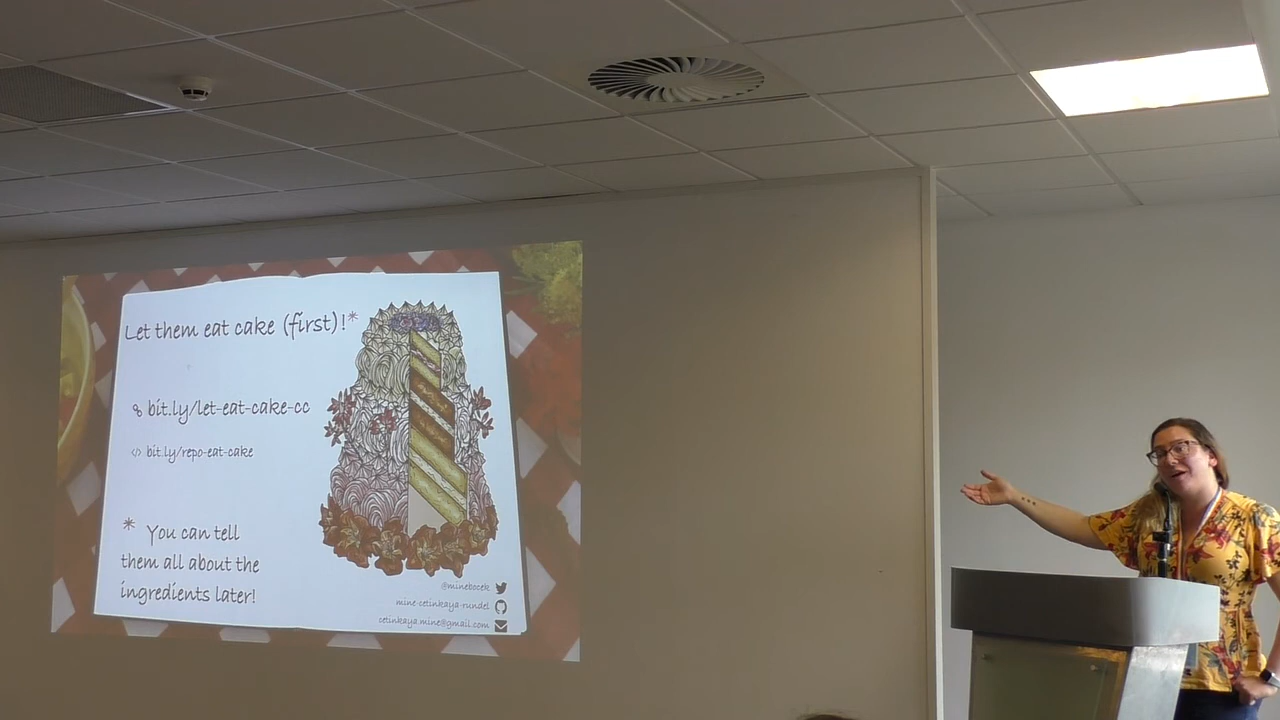 Let them eat cake (first)!*
bit.ly/let-eat-cake-cc
</> bit.ly/repo-eat-cake
* You can tell
them all about the
ingredients later!
@minebocek
mine-cetinkaya-rundel
cetinkaya.mine@gmail.com